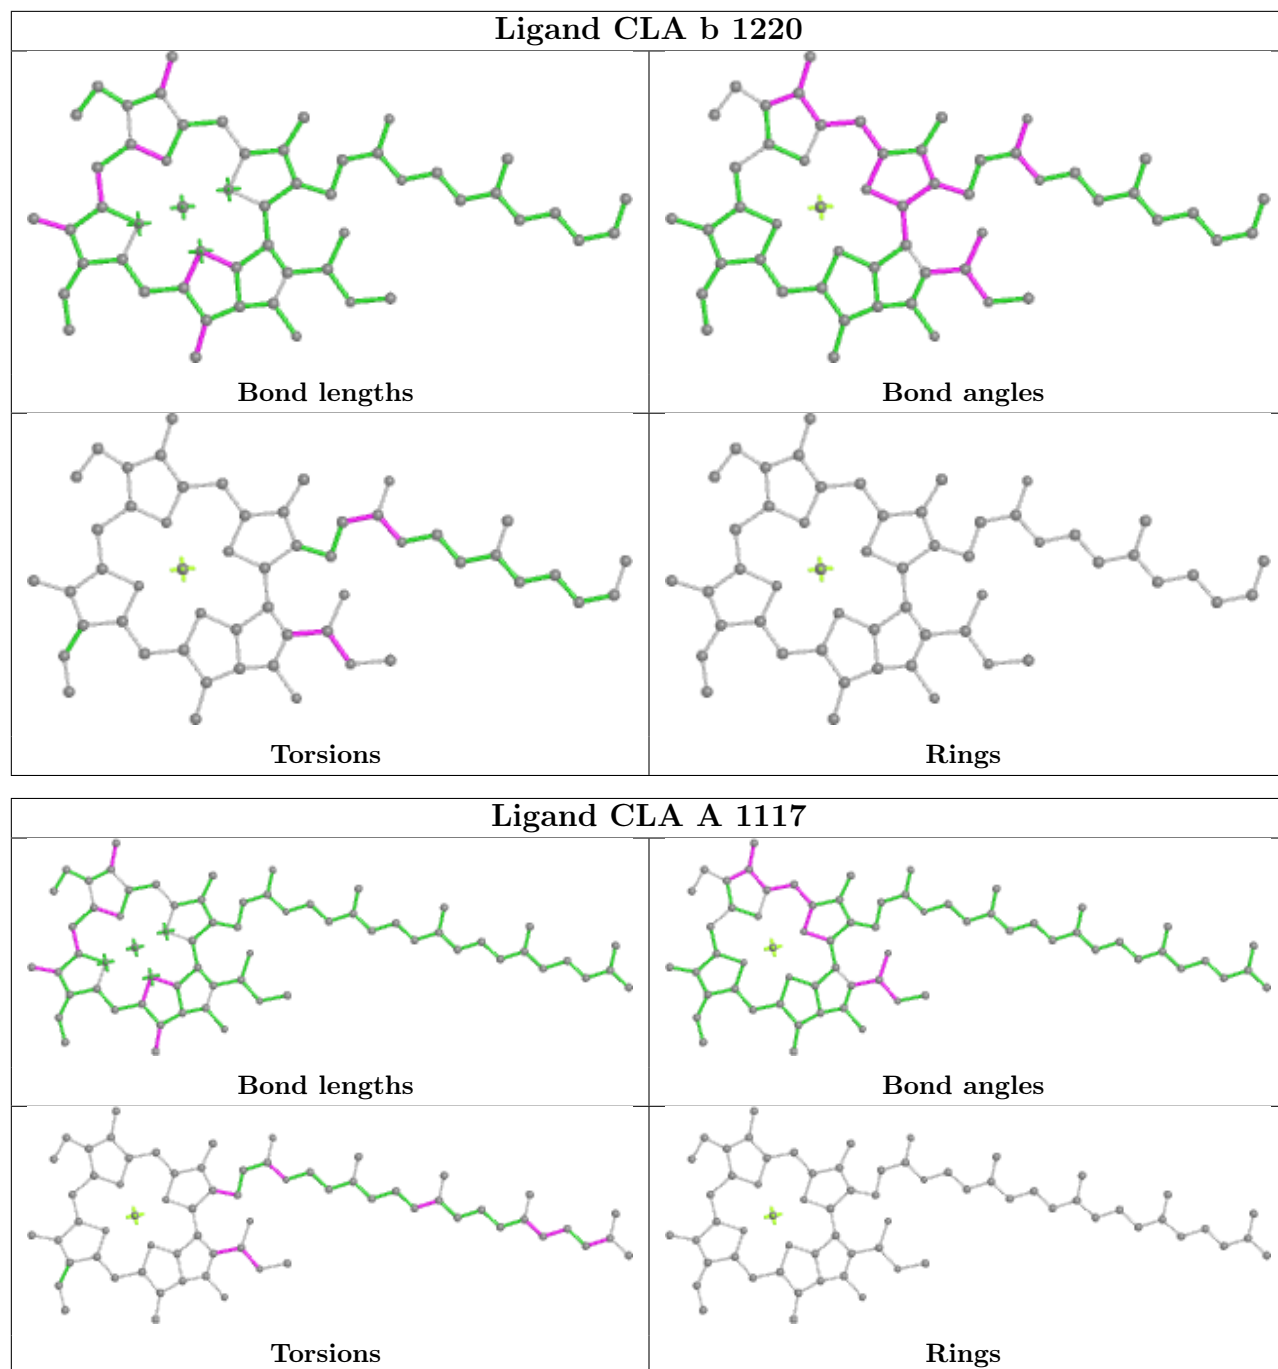 Ligand CLA b 1220
Bond lengths
Bond angles
Torsions
Rings
Ligand CLA A 1117
Bond lengths
Bond angles
Torsions
Rings